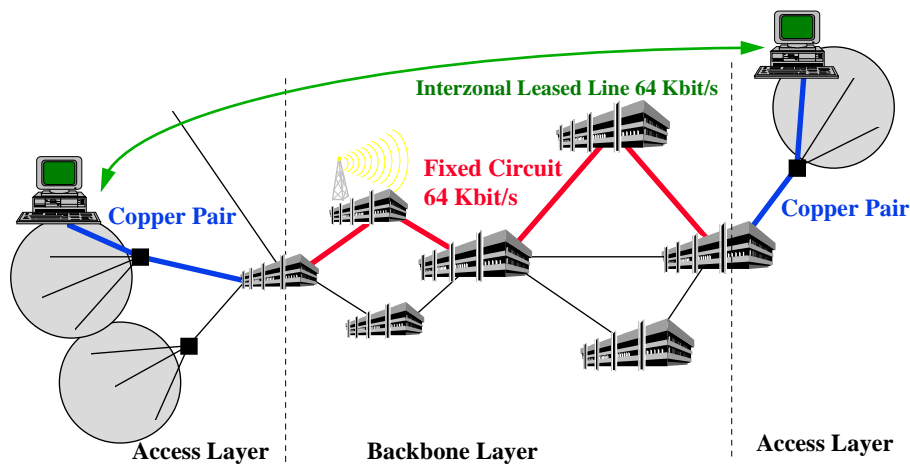 Interzonal Leased Line 64 Kbit/s
Fixed Circuit
64 Kbit/s
Copper Pair
Copper Pair
Access Layer
Backbone Layer
Access Layer